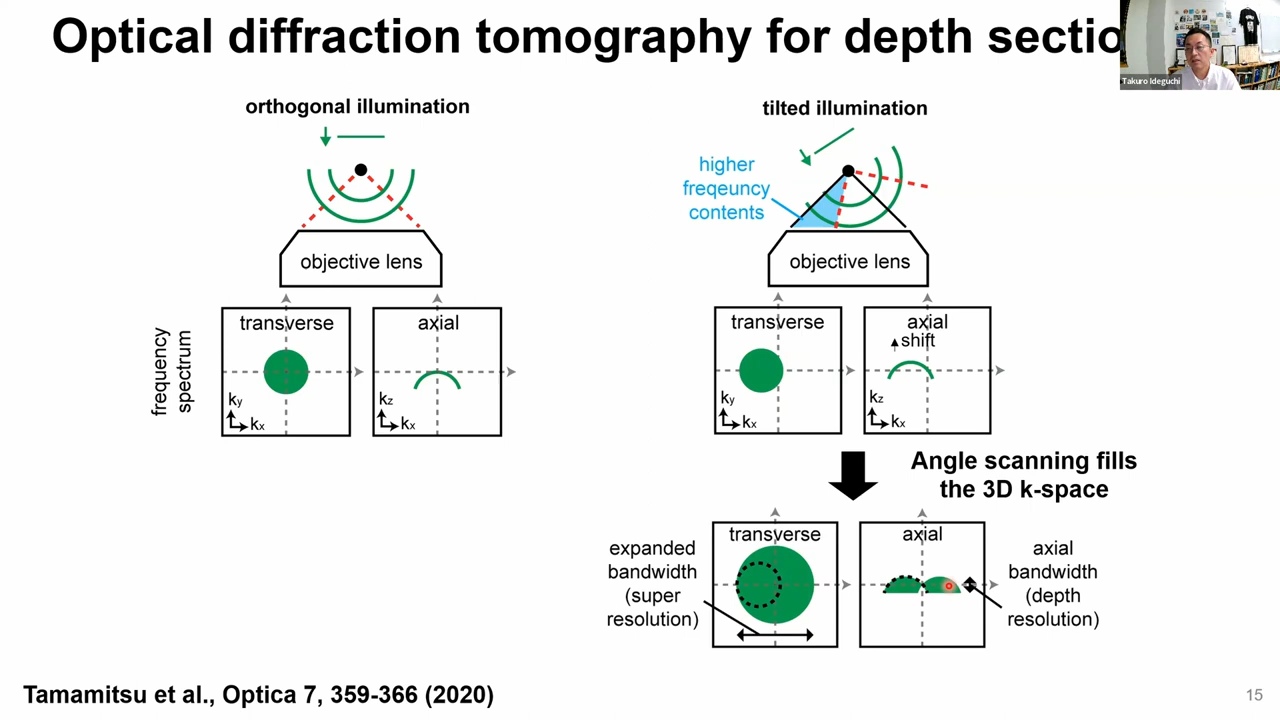 Optical diffraction tomography for depth sectio
Takuro Ideguchi
orthogonal illumination
objective lens
frequency
spectrum
transverse
ky
kx
axial
kz
kx
tilted illumination
higher
freqeuncy
contents
objective lens
transverse
ky
kx
axial
shift
kz
kx
Angle scanning fills
the 3D k-space
expanded
bandwidth
(super
resolution)
transverse
axial
axial
bandwidth
(depth
resolution)
Tamamitsu et al., Optica 7, 359-366 (2020)
15